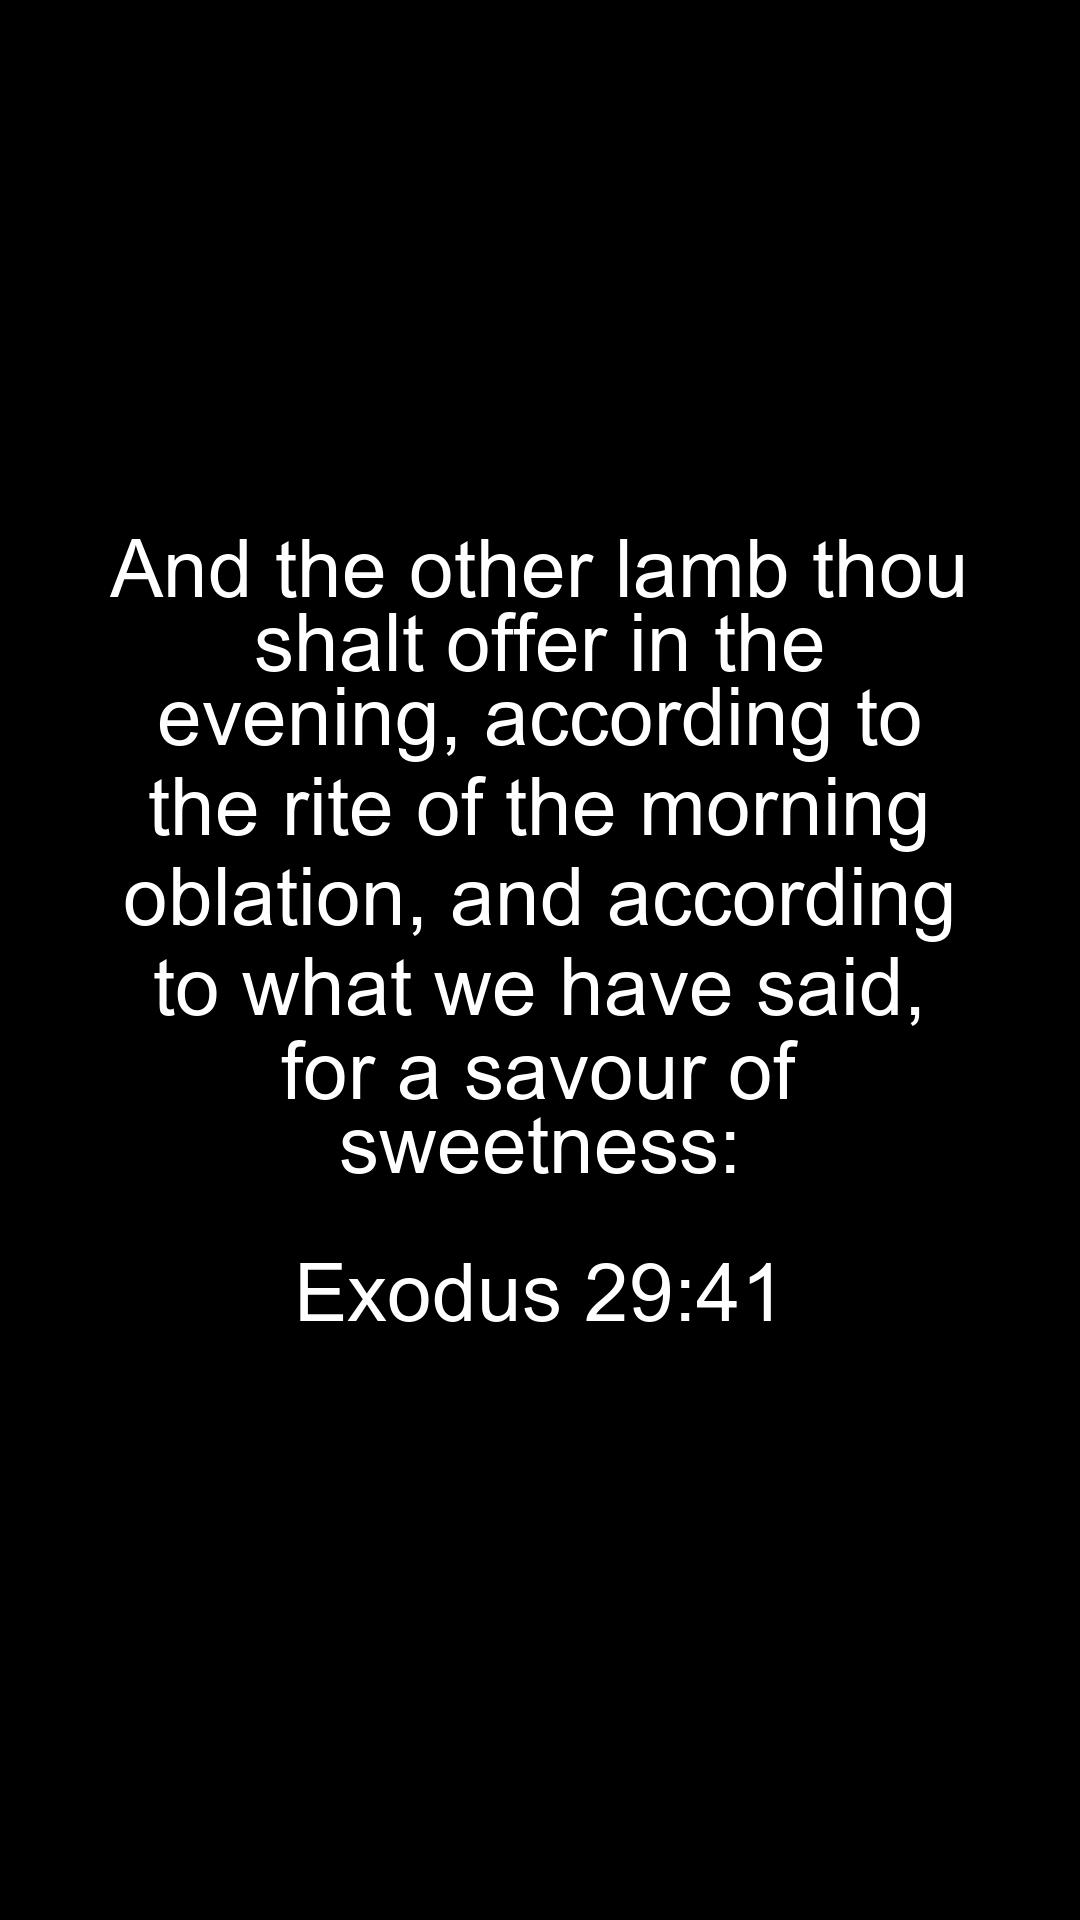 And the other lamb thou
shalt offer in the
evening, according to
the rite of the morning
oblation, and according
to what we have said,
for a savour of
sweetness:
Exodus 29:41